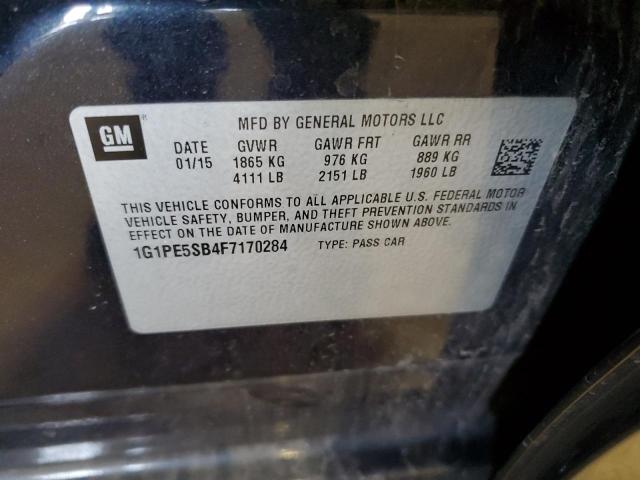 GM
MFD BY GENERAL MOTORS LLC
DATE GVWR GAWR FRT GAWR RR
01/15 1865 KG 976 KG 889 KG
4111 LB 2151 LB 1960 LB
THIS VEHICLE CONFORMS TO ALL APPLICABLE U.S. FEDERAL MOTOR
VEHICLE SAFETY, BUMPER, AND THEFT PREVENTION STANDARDS IN
EFFECT ON THE DATE OF MANUFACTURE SHOWN ABOVE.
1G1PE5SB4F7170284 TYPE: PASS CAR